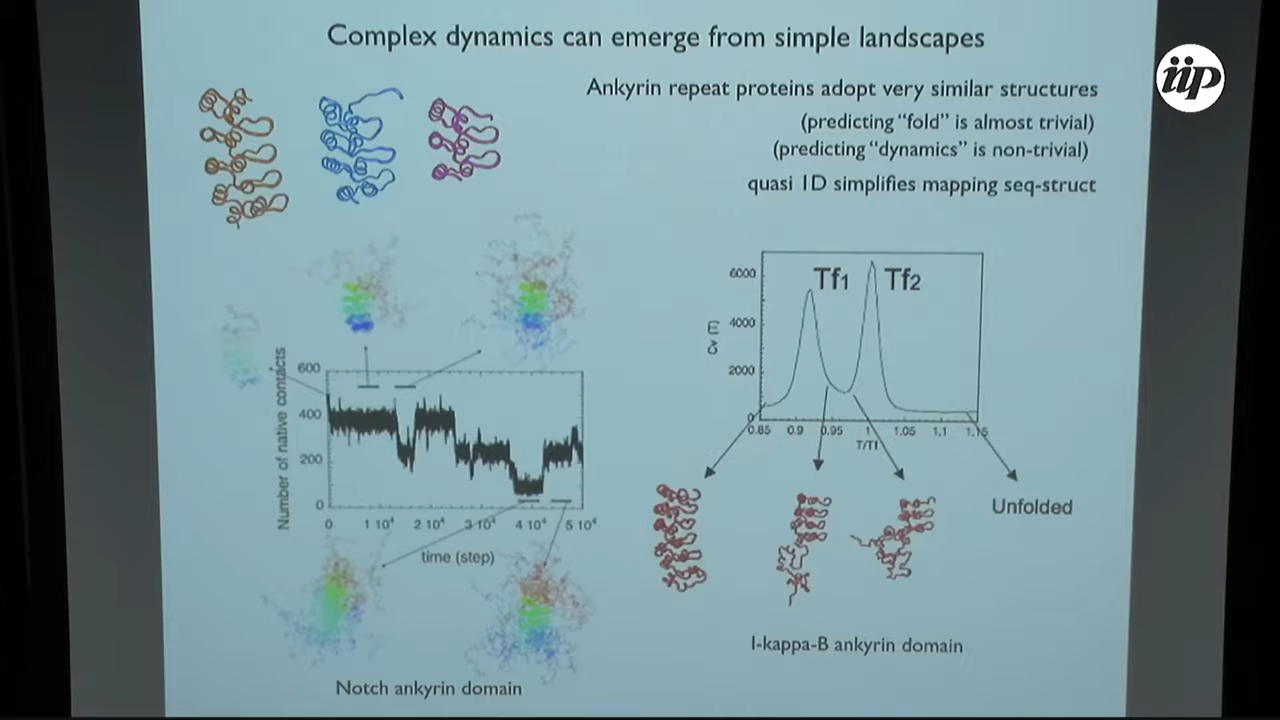 Complex dynamics can emerge from simple landscapes
iip
Ankyrin repeat proteins adopt very similar structures
(predicting "fold" is almost trivial)
(predicting "dynamics" is non-trivial)
quasi 1D simplifies mapping seq-struct
Number of native contacts
600
400
200
0
0 1 10⁴ 2 10⁴ 3 10⁴ 4 10⁴ 5 10⁴
time (step)
Notch ankyrin domain
Cv (E)
6000
4000
2000
0
Tf1 Tf2
0.85 0.9 0.95 1 1.05 1.1 1.15
T/Tf
Unfolded
I-kappa-B ankyrin domain